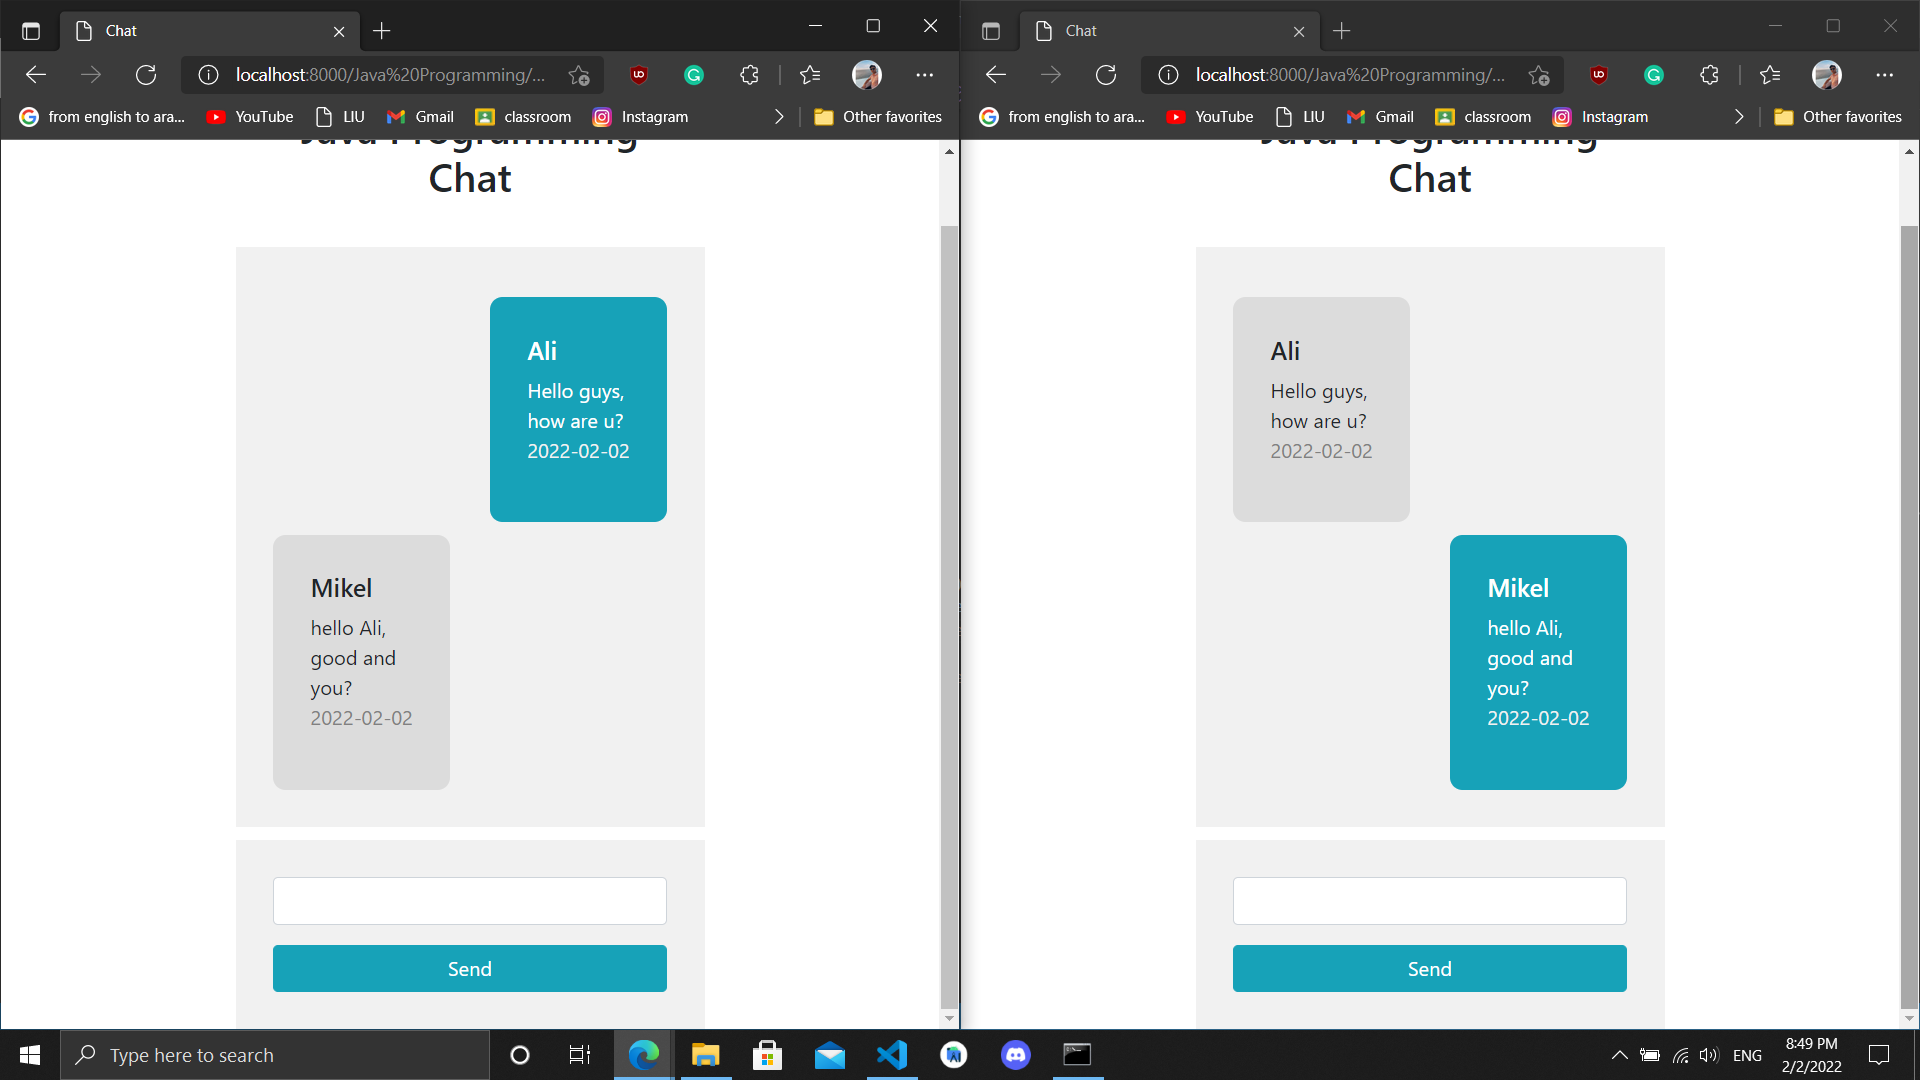 Chat
localhost:8000/Java%20Programming/...
from english to ara...
YouTube
LIU
Gmail
classroom
Instagram
Other favorites
Java Programming
Chat
Ali
Hello guys,
how are u?
2022-02-02
Mikel
hello Ali,
good and
you?
2022-02-02
Send
Chat
localhost:8000/Java%20Programming/...
from english to ara...
YouTube
LIU
Gmail
classroom
Instagram
Other favorites
Java Programming
Chat
Ali
Hello guys,
how are u?
2022-02-02
Mikel
hello Ali,
good and
you?
2022-02-02
Send
Type here to search
ENG
8:49 PM
2/2/2022